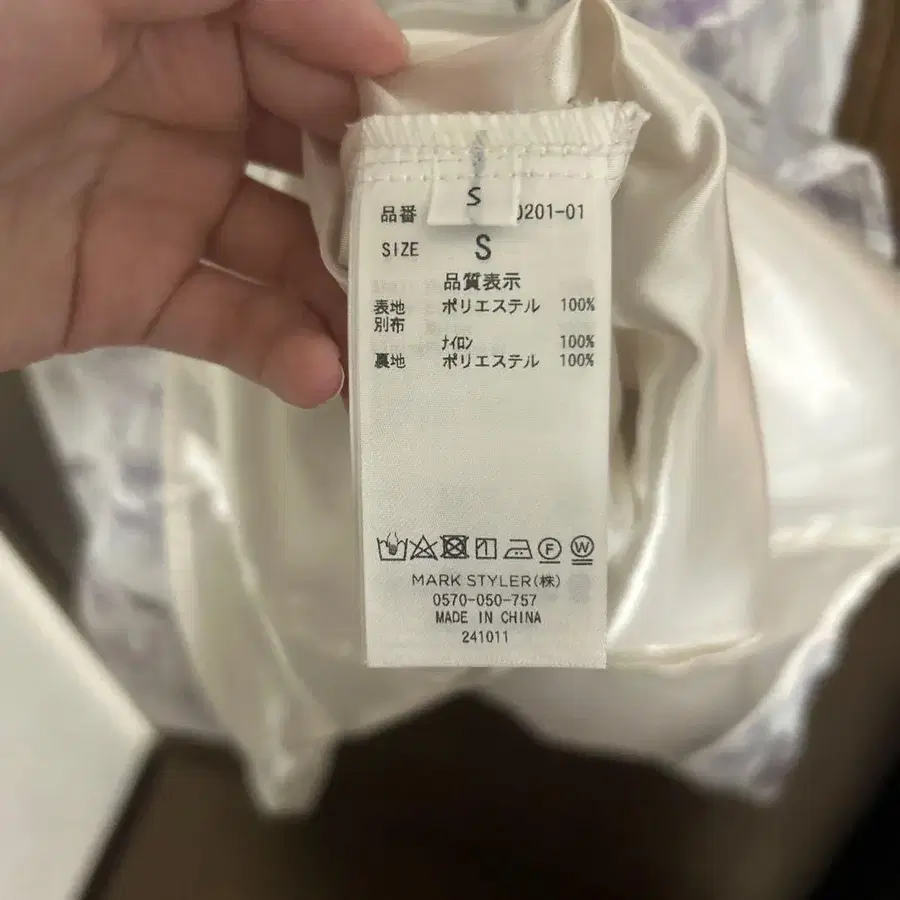 S
品番 0201-01
SIZE S
品質表示
表地 ポリエステル 100%
別布
ナイロン 100%
裏地 ポリエステル 100%
F W
MARK STYLER(株)
0570-050-757
MADE IN CHINA
241011